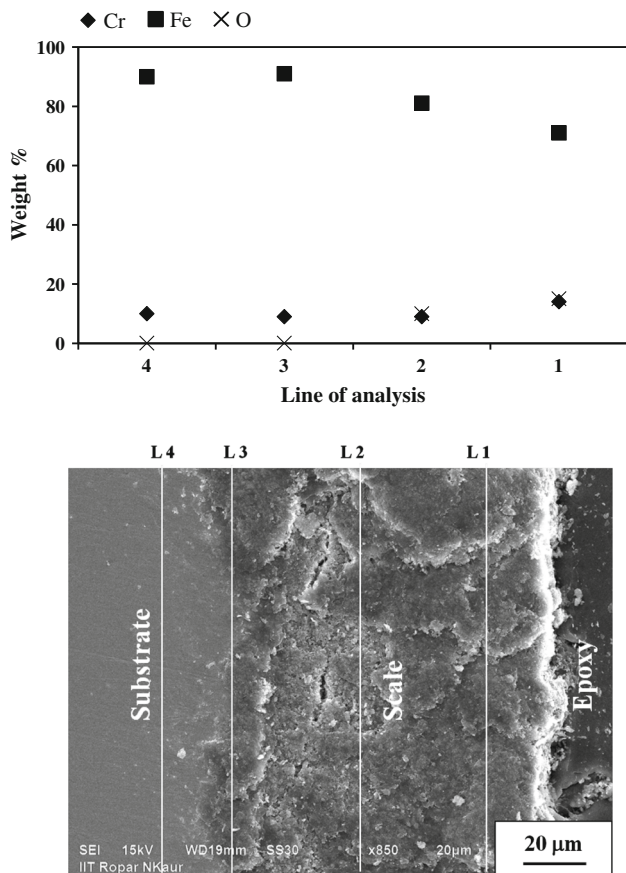 Cr Fe O
100
80
60
40
20
0
Weight %
4 3 2 1
Line of analysis
L 4 L 3 L 2 L 1
Substrate
Scale
Epoxy
SEI 15kV WD19mm SS30 x850 20µm
IIT Ropar NKaur
20 µm